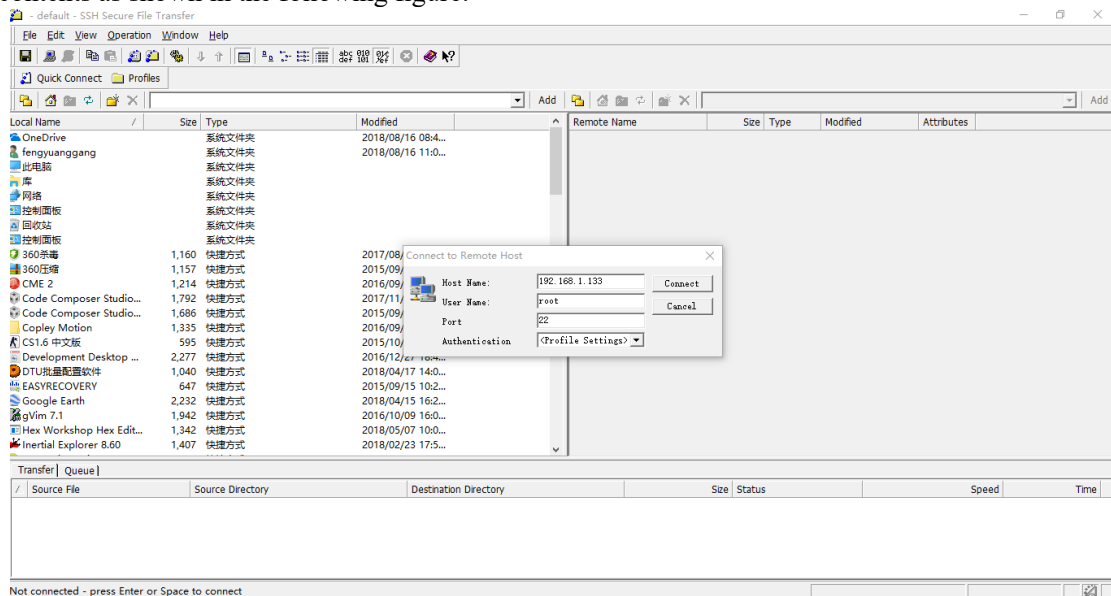 contents as shown in the following figure.
- default - SSH Secure File Transfer
File Edit View Operation Window Help
abc def 010 101
Quick Connect Profiles
Add Add
Local Name / Size Type Modified
Remote Name Size Type Modified Attributes
OneDrive 系统文件夹 2018/08/16 08:4...
fengyuanggang 系统文件夹 2018/08/16 11:0...
此电脑 系统文件夹
库 系统文件夹
网络 系统文件夹
控制面板 系统文件夹
回收站 系统文件夹
控制面板 系统文件夹
360杀毒 1,160 快捷方式 2017/08/
360压缩 1,157 快捷方式 2015/09/
CME 2 1,214 快捷方式 2016/09/
Code Composer Studio... 1,792 快捷方式 2017/11/
Code Composer Studio... 1,686 快捷方式 2015/09/
Copley Motion 1,335 快捷方式 2016/09/
CS1.6 中文版 595 快捷方式 2015/10/
Development Desktop ... 2,277 快捷方式 2016/12/27 16:4...
DTU批量配置软件 1,040 快捷方式 2018/04/17 14:0...
EASYRECOVERY 647 快捷方式 2015/09/15 10:2...
Google Earth 2,232 快捷方式 2018/04/15 16:2...
gVim 7.1 1,942 快捷方式 2016/10/09 16:0...
Hex Workshop Hex Edit... 1,342 快捷方式 2018/05/07 10:0...
Inertial Explorer 8.60 1,407 快捷方式 2018/02/23 17:5...
Connect to Remote Host
Host Name: 192.168.1.133 Connect
User Name: root Cancel
Port 22
Authentication <Profile Settings>
Transfer Queue
/ Source File Source Directory Destination Directory Size Status Speed Time
Not connected - press Enter or Space to connect